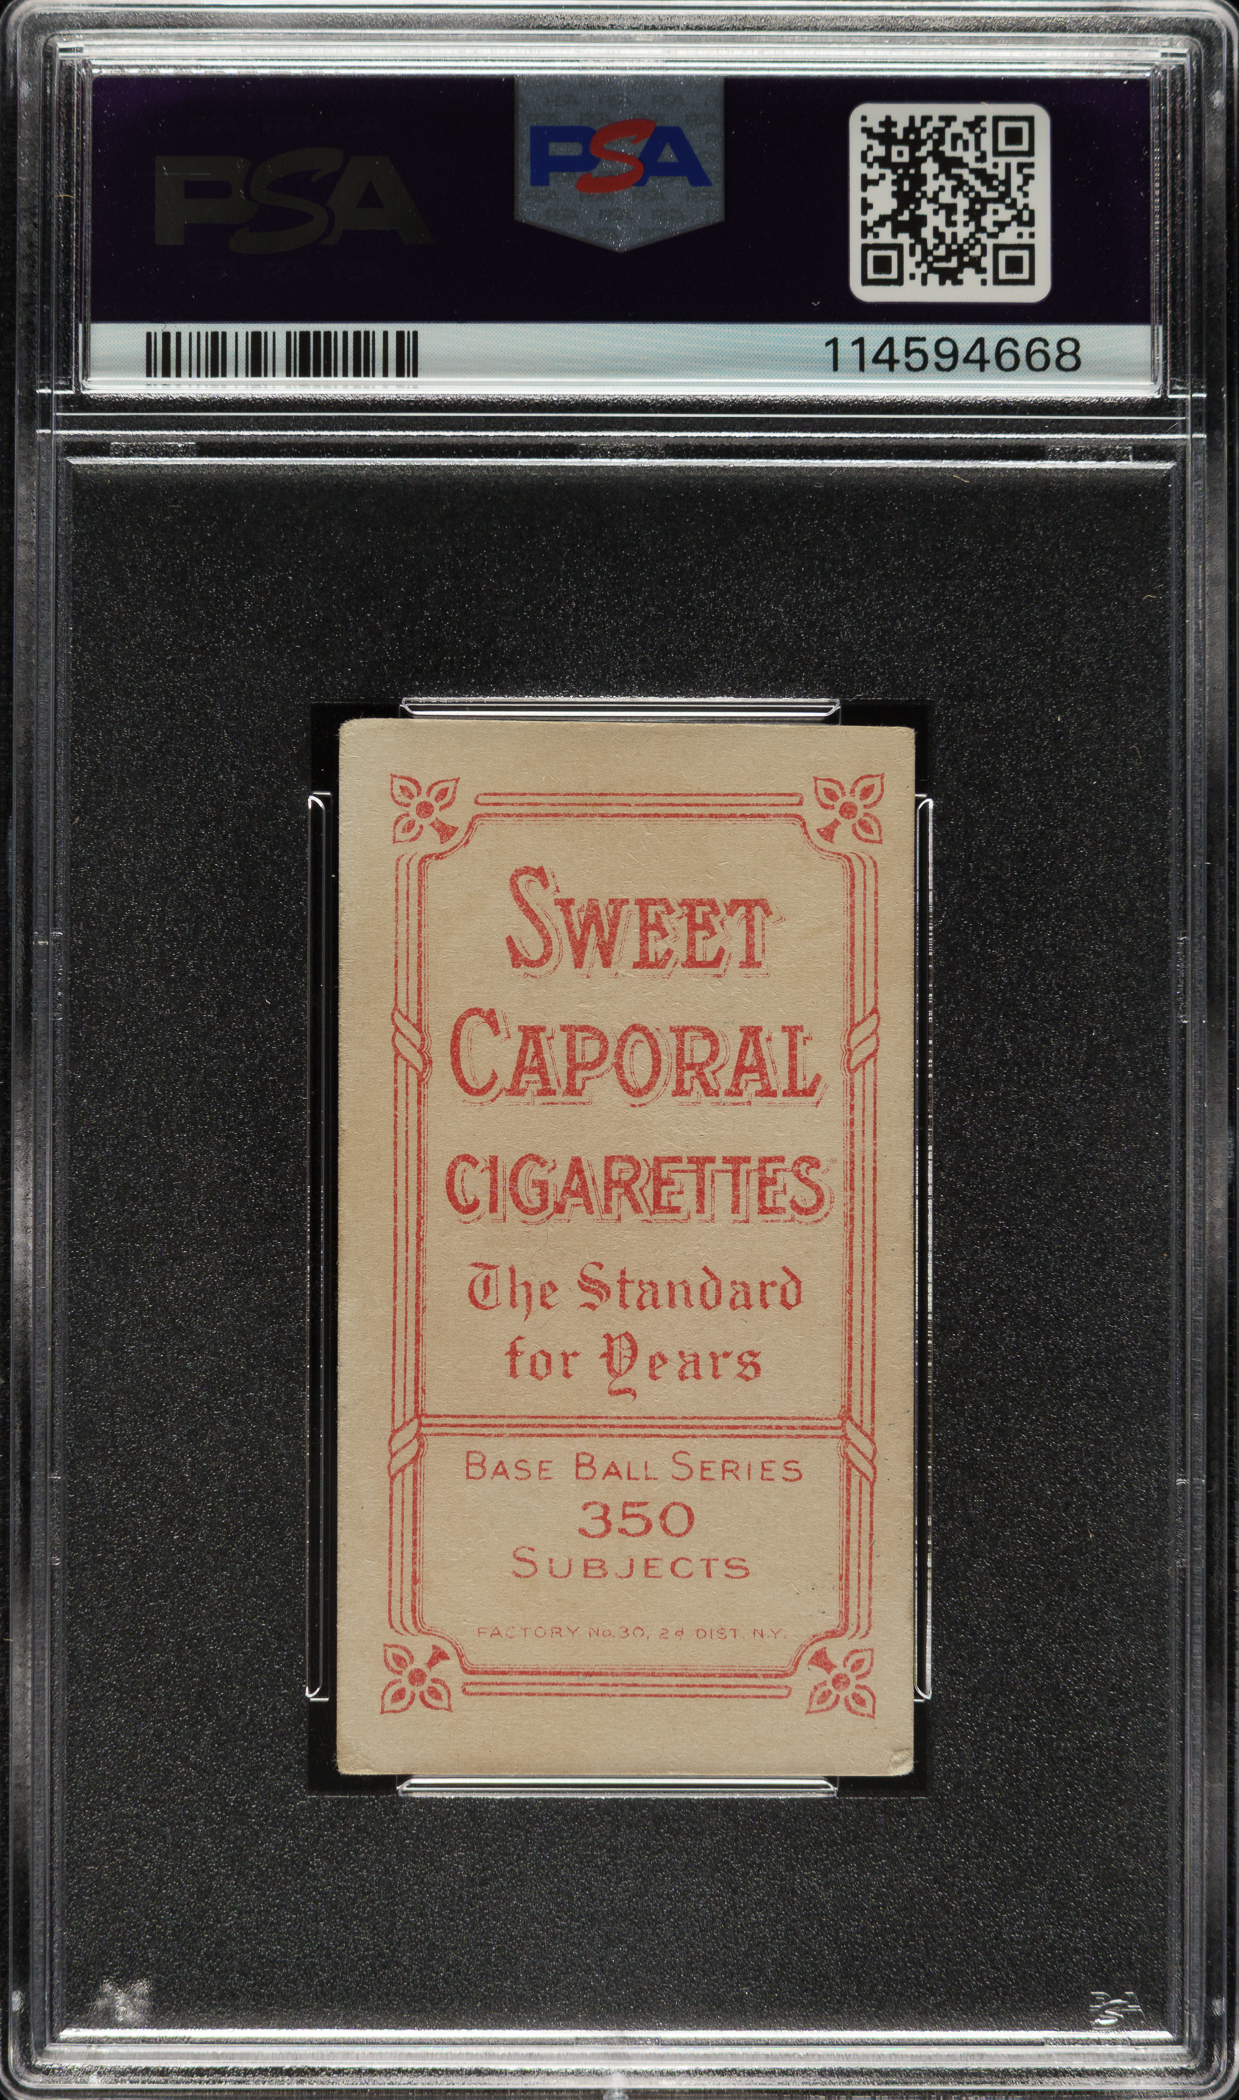 PSA
PSA
114594668
SWEET
CAPORAL
CIGARETTES
The Standard
for Years
BASE BALL SERIES
350
SUBJECTS
FACTORY No. 30, 2d DIST. N.Y.
PSA